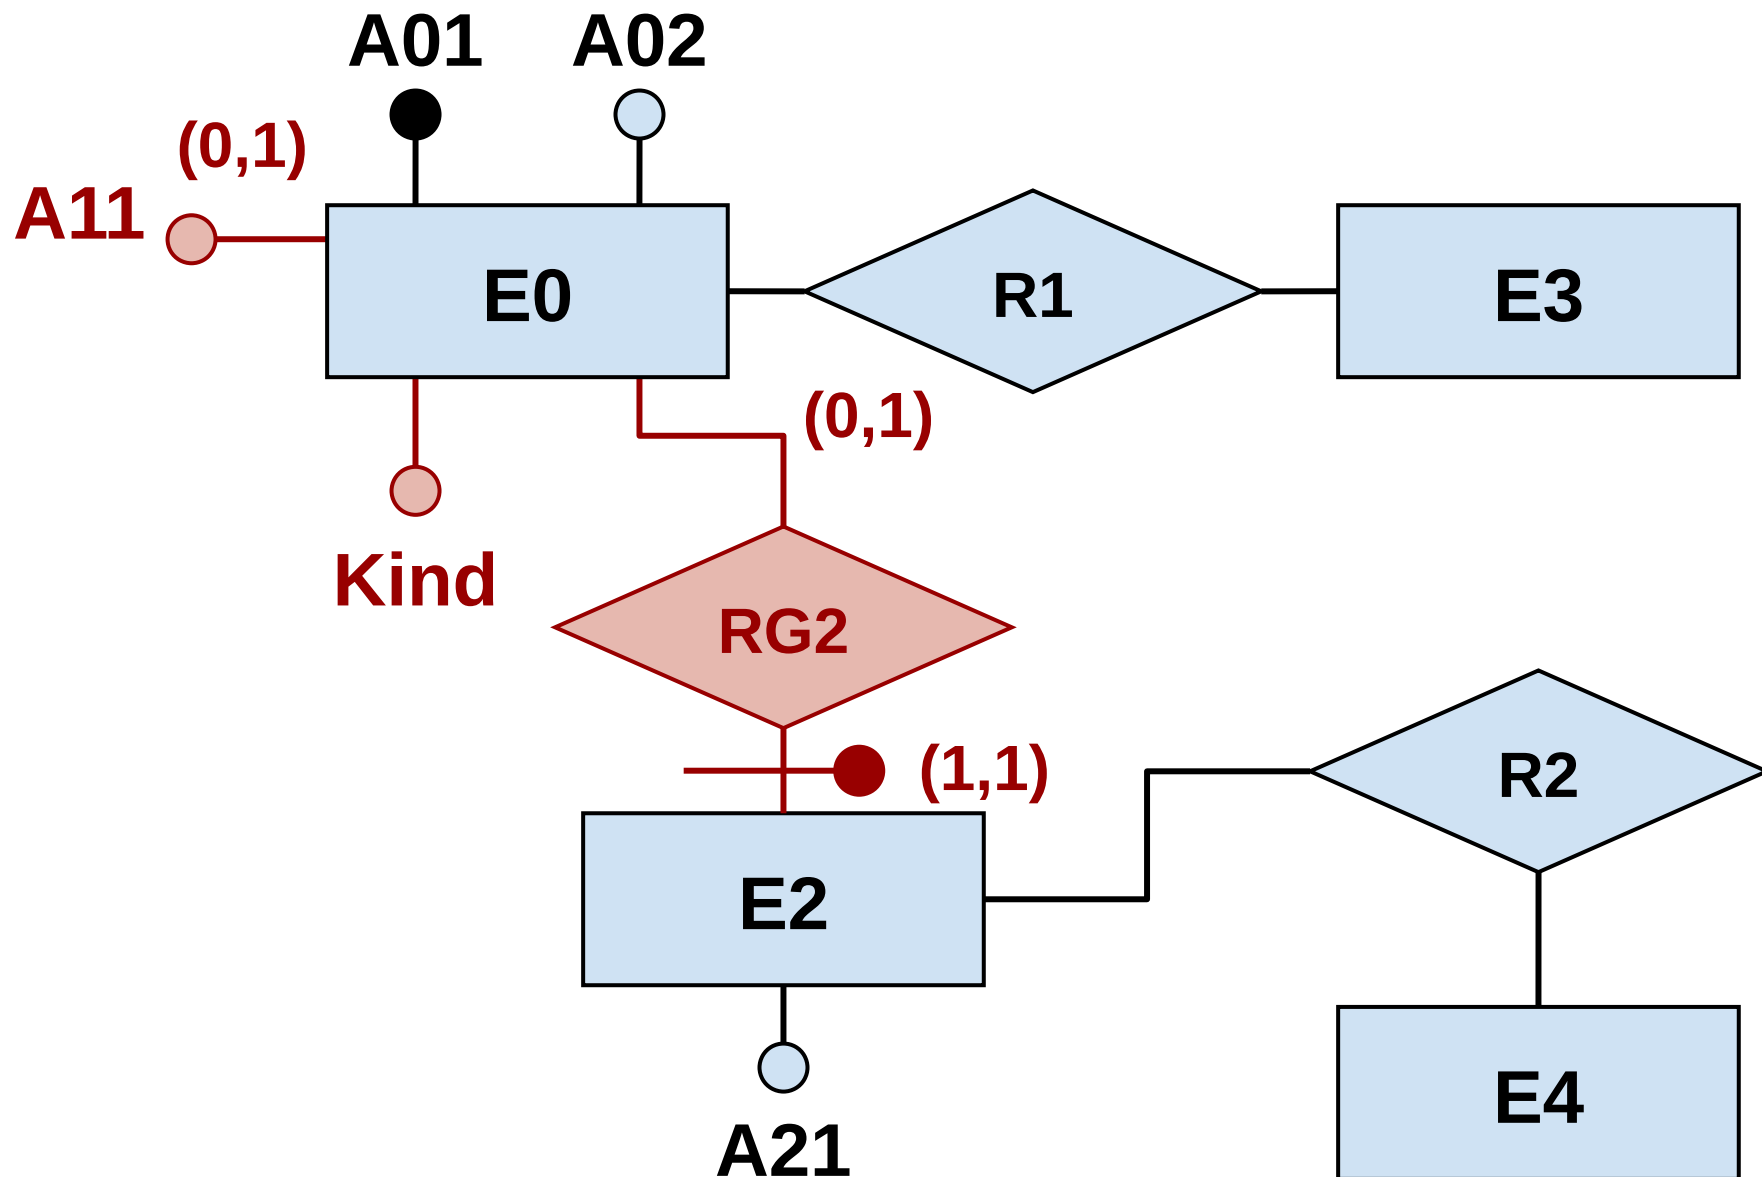 A01
A02
(0,1)
A11
E0
R1
E3
(0,1)
Kind
RG2
(1,1)
R2
E2
E4
A21